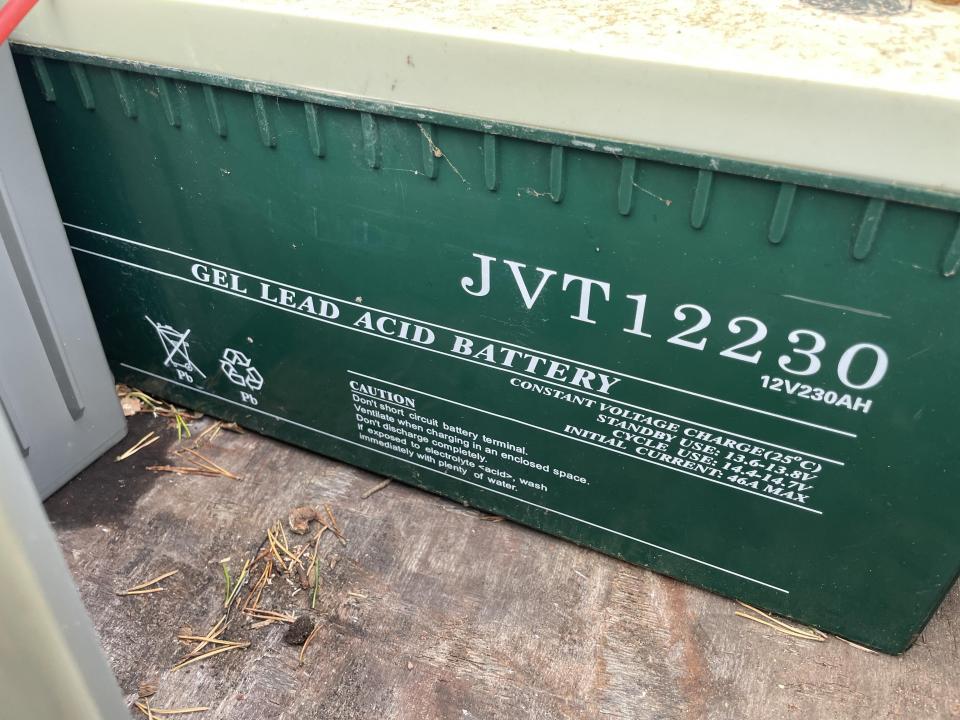 JVT12230
12V230AH
GEL LEAD ACID BATTERY
CONSTANT VOLTAGE CHARGE(25°C)
STANDBY USE: 13.6-13.8V
CYCLE USE: 14.4-14.7V
INITIAL CURRENT: 46A MAX
Pb
Pb
CAUTION
Don't short circuit battery terminal.
Ventilate when charging in an enclosed space.
Don't discharge completely.
If exposed to electrolyte <acid>, wash
immediately with plenty of water.